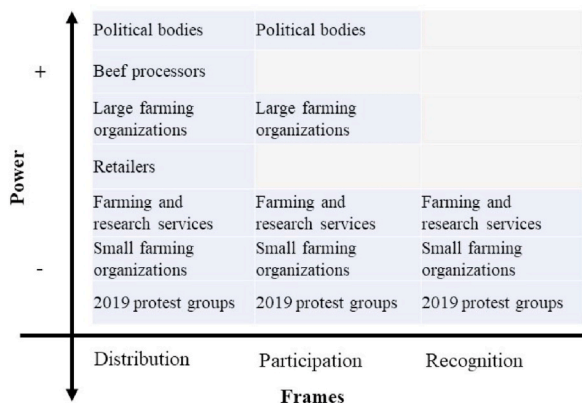 Political bodies Political bodies
+
Beef processors
Large farming Large farming
organizations organizations
Power
Retailers
Farming and Farming and Farming and
research services research services research services
Small farming Small farming Small farming
- organizations organizations organizations
2019 protest groups 2019 protest groups 2019 protest groups
Distribution Participation Recognition
Frames